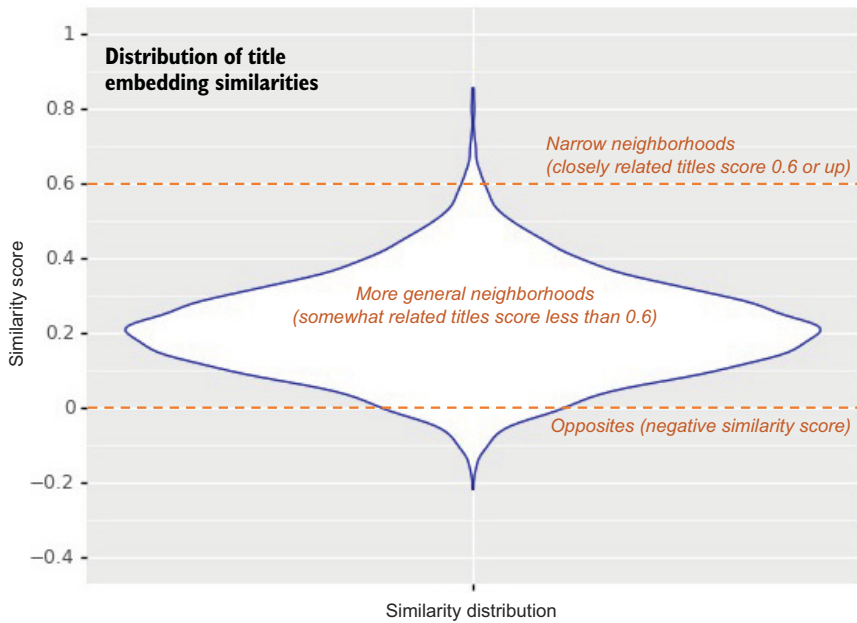 Distribution of title
embedding similarities
1
0.8
0.6
0.4
0.2
0
−0.2
−0.4
Similarity score
Narrow neighborhoods
(closely related titles score 0.6 or up)
More general neighborhoods
(somewhat related titles score less than 0.6)
Opposites (negative similarity score)
Similarity distribution